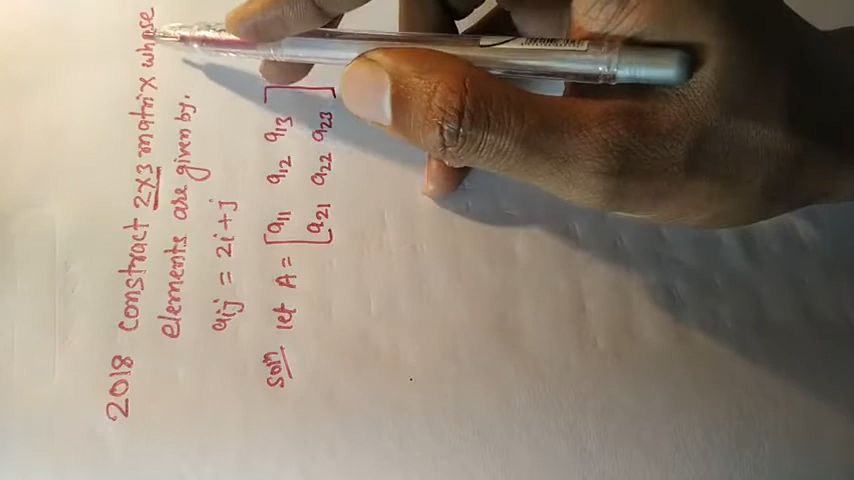 2018 construct 2x3 matrix whose
elements are given by.
aij = 2i+j
Soln let A = [ a11 a12 a13 ]
[ a21 a22 a23 ]